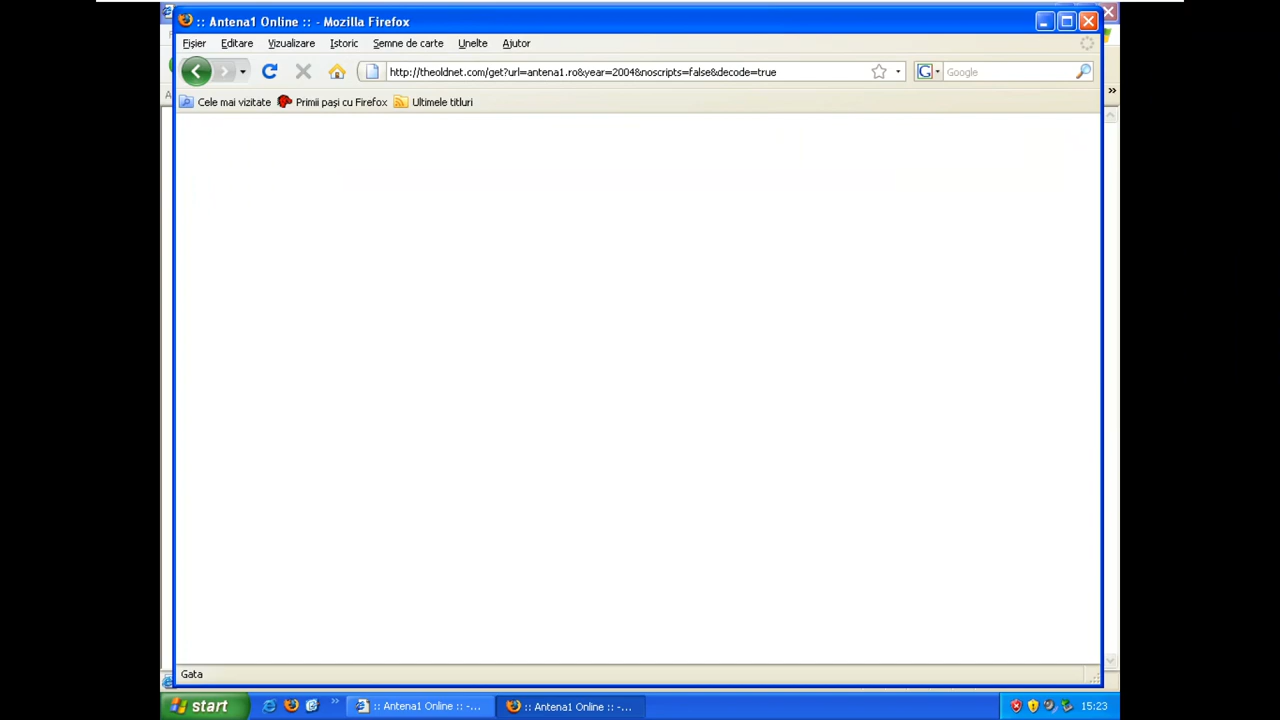 :: Antena1 Online :: - Mozilla Firefox
Fișier Editare Vizualizare Istoric Semne de carte Unelte Ajutor
http://theoldnet.com/get?url=antena1.ro&year=2004&noscripts=false&decode=true
G Google
Cele mai vizitate Primii pași cu Firefox Ultimele titluri
Gata
start :: Antena1 Online :: -... :: Antena1 Online :: -... 15:23